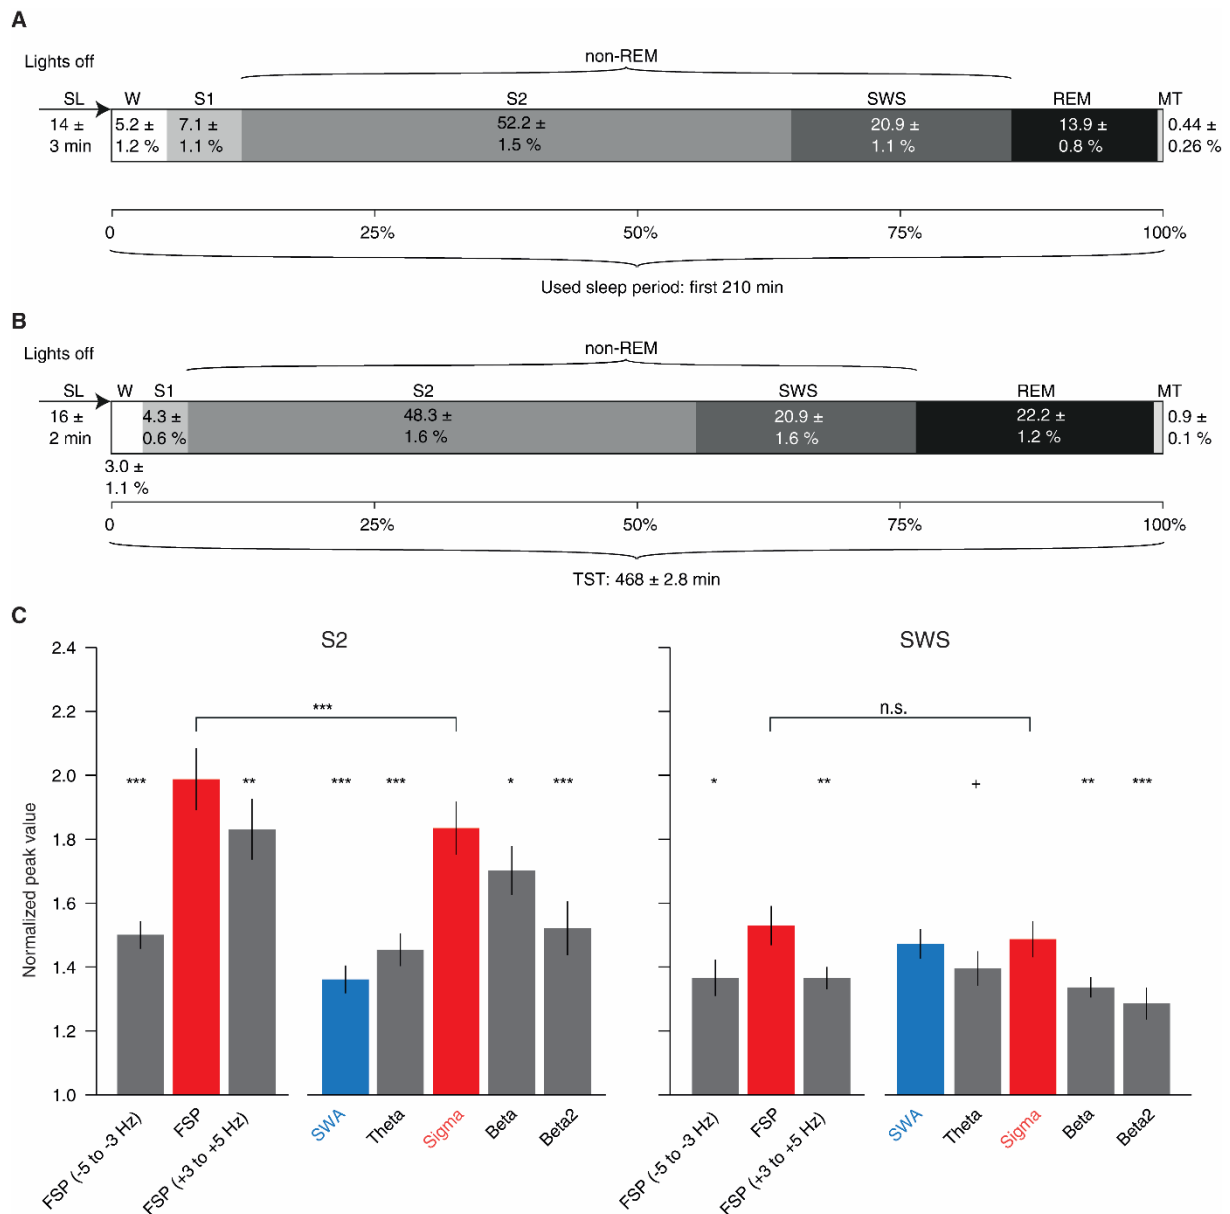 A
non-REM
Lights off
SL W S1 S2 SWS REM MT
14 ± 5.2 ± 7.1 ± 52.2 ± 20.9 ± 13.9 ± 0.44 ±
3 min 1.2 % 1.1 % 1.5 % 1.1 % 0.8 % 0.26 %
0 25% 50% 75% 100%
Used sleep period: first 210 min
B
non-REM
Lights off
SL W S1 S2 SWS REM MT
16 ± 4.3 ± 48.3 ± 20.9 ± 22.2 ± 0.9 ±
2 min 0.6 % 1.6 % 1.6 % 1.2 % 0.1 %
3.0 ±
1.1 %
0 25% 50% 75% 100%
TST: 468 ± 2.8 min
C
S2
Normalized peak value
2.4
2.2
2.0
1.8
1.6
1.4
1.2
1.0
***
*** ** *** *** * ***
FSP (-5 to -3 Hz)
FSP
FSP (+3 to +5 Hz)
SWA
Theta
Sigma
Beta
Beta2
SWS
n.s.
* ** + ** ***
FSP (-5 to -3 Hz)
FSP
FSP (+3 to +5 Hz)
SWA
Theta
Sigma
Beta
Beta2